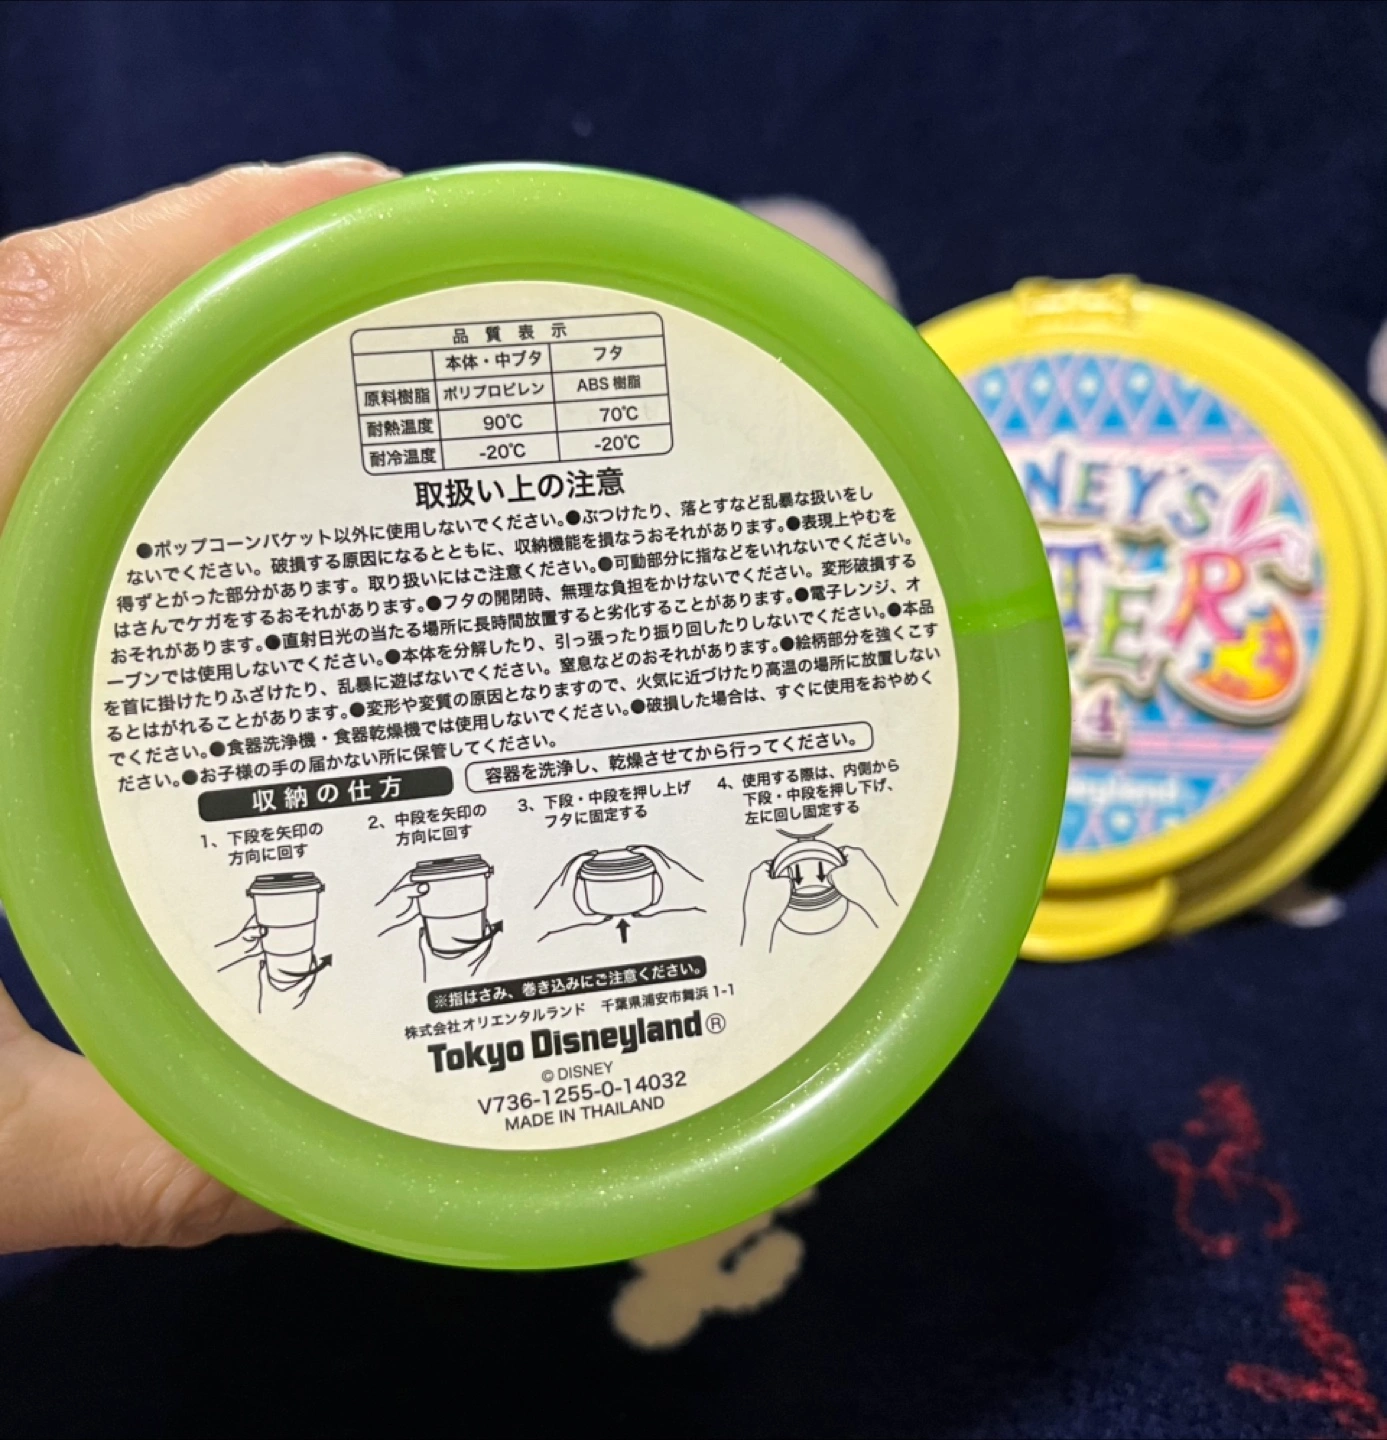 品質表示
本体・中ブタ フタ
原料樹脂 ポリプロピレン ABS 樹脂
耐熱温度 90℃ 70℃
耐冷温度 -20℃ -20℃
取扱い上の注意
●ポップコーンバケット以外に使用しないでください。●ぶつけたり、落とすなど乱暴な扱いをし
ないでください。破損する原因になるとともに、収納機能を損なうおそれがあります。●表現上やむを
得ずとがった部分があります。取り扱いにはご注意ください。●可動部分に指などをいれないでください。
はさんでケガをするおそれがあります。●フタの開閉時、無理な負担をかけないでください。変形破損する
おそれがあります。●直射日光の当たる場所に長時間放置すると劣化することがあります。●電子レンジ、オ
ーブンでは使用しないでください。●本体を分解したり、引っ張ったり振り回したりしないでください。●本品
を首に掛けたりふざけたり、乱暴に遊ばないでください。窒息などのおそれがあります。●絵柄部分を強くこす
るとはがれることがあります。●変形や変質の原因となりますので、火気に近づけたり高温の場所に放置しない
でください。●食器洗浄機・食器乾燥機では使用しないでください。●破損した場合は、すぐに使用をおやめく
ださい。●お子様の手の届かない所に保管してください。
収納の仕方 容器を洗浄し、乾燥させてから行ってください。
1、下段を矢印の
方向に回す
2、中段を矢印の
方向に回す
3、下段・中段を押し上げ
フタに固定する
4、使用する際は、内側から
下段・中段を押し下げ、
左に回し固定する
※指はさみ、巻き込みにご注意ください。
株式会社オリエンタルランド 千葉県浦安市舞浜 1-1
Tokyo Disneyland®
© DISNEY
V736-1255-0-14032
MADE IN THAILAND
NEY'S
TER
4